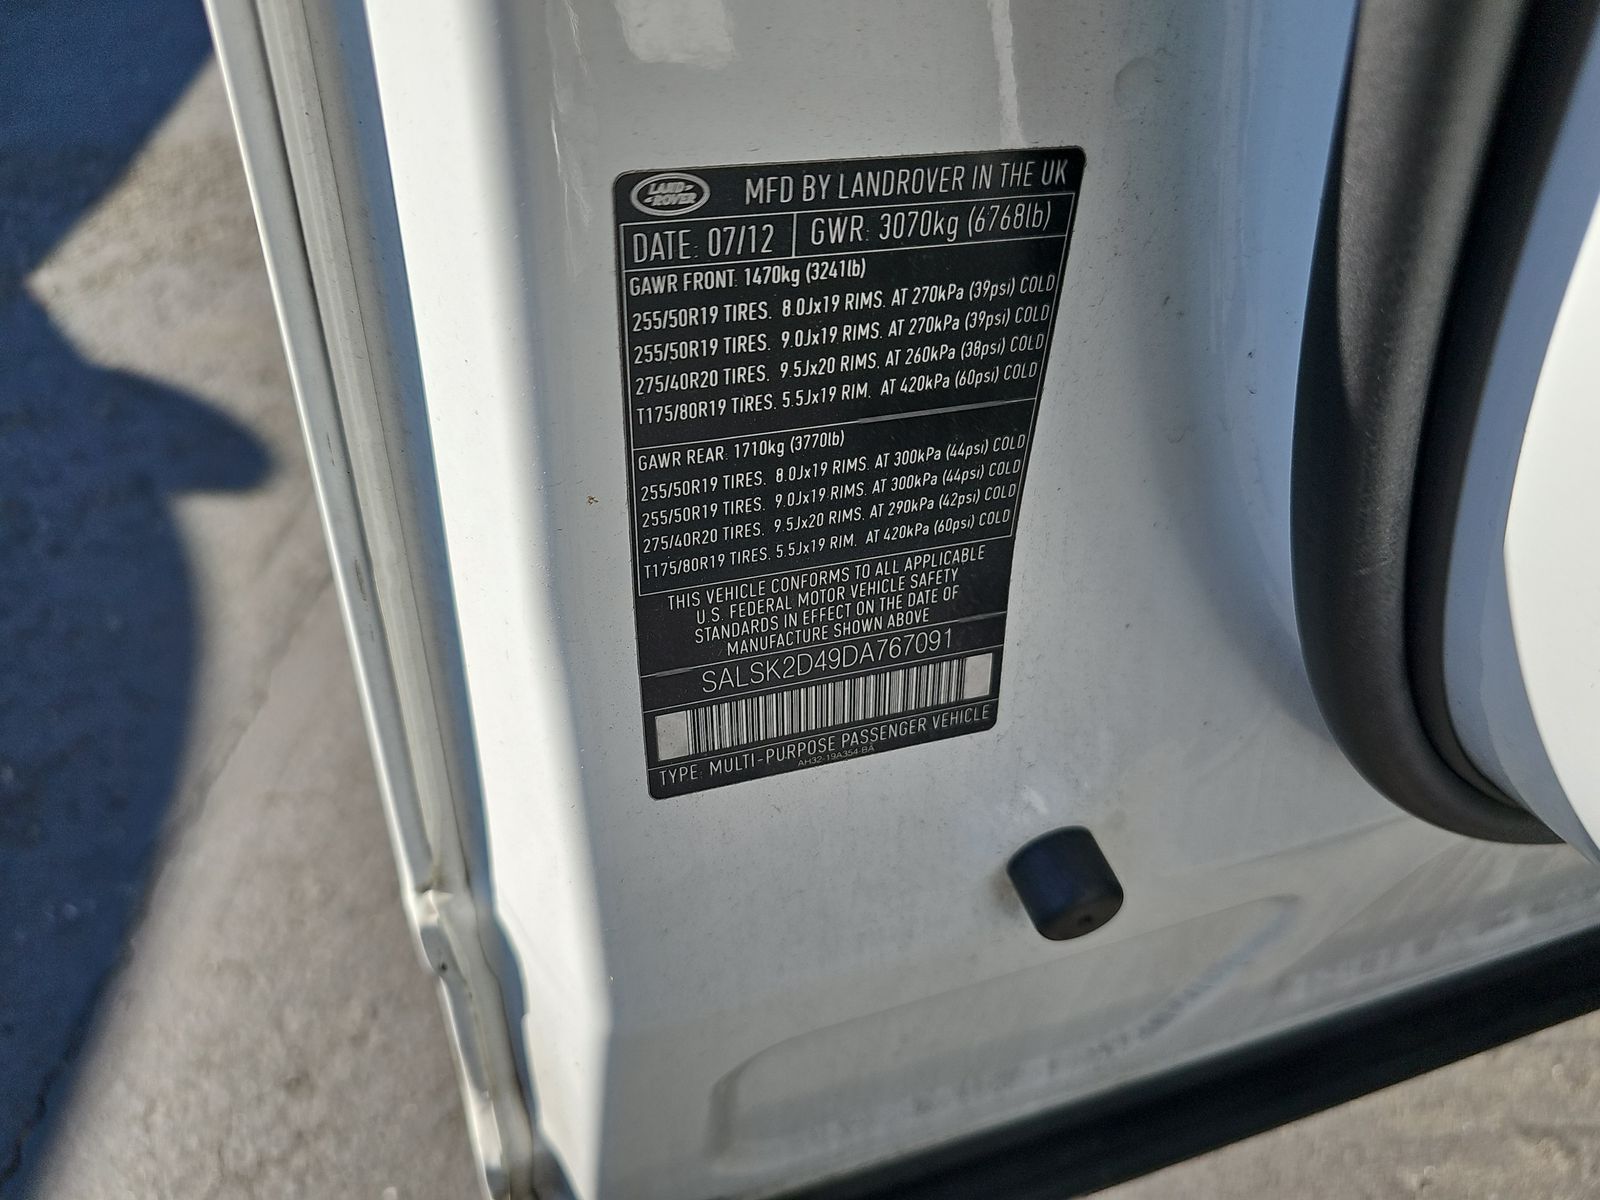 LAND-
-ROVER
MFD BY LANDROVER IN THE UK
DATE: 07/12 GWR: 3070kg (6768lb)
GAWR FRONT: 1470kg (3241lb)
255/50R19 TIRES. 8.0Jx19 RIMS. AT 270kPa (39psi) COLD
255/50R19 TIRES. 9.0Jx19 RIMS. AT 270kPa (39psi) COLD
275/40R20 TIRES. 9.5Jx20 RIMS. AT 260kPa (38psi) COLD
T175/80R19 TIRES. 5.5Jx19 RIM. AT 420kPa (60psi) COLD
GAWR REAR: 1710kg (3770lb)
255/50R19 TIRES. 8.0Jx19 RIMS. AT 300kPa (44psi) COLD
255/50R19 TIRES. 9.0Jx19 RIMS. AT 300kPa (44psi) COLD
275/40R20 TIRES. 9.5Jx20 RIMS. AT 290kPa (42psi) COLD
T175/80R19 TIRES. 5.5Jx19 RIM. AT 420kPa (60psi) COLD
THIS VEHICLE CONFORMS TO ALL APPLICABLE
U.S. FEDERAL MOTOR VEHICLE SAFETY
STANDARDS IN EFFECT ON THE DATE OF
MANUFACTURE SHOWN ABOVE
SALSK2D49DA767091
TYPE: MULTI-PURPOSE PASSENGER VEHICLE
AH32-19A354-BA